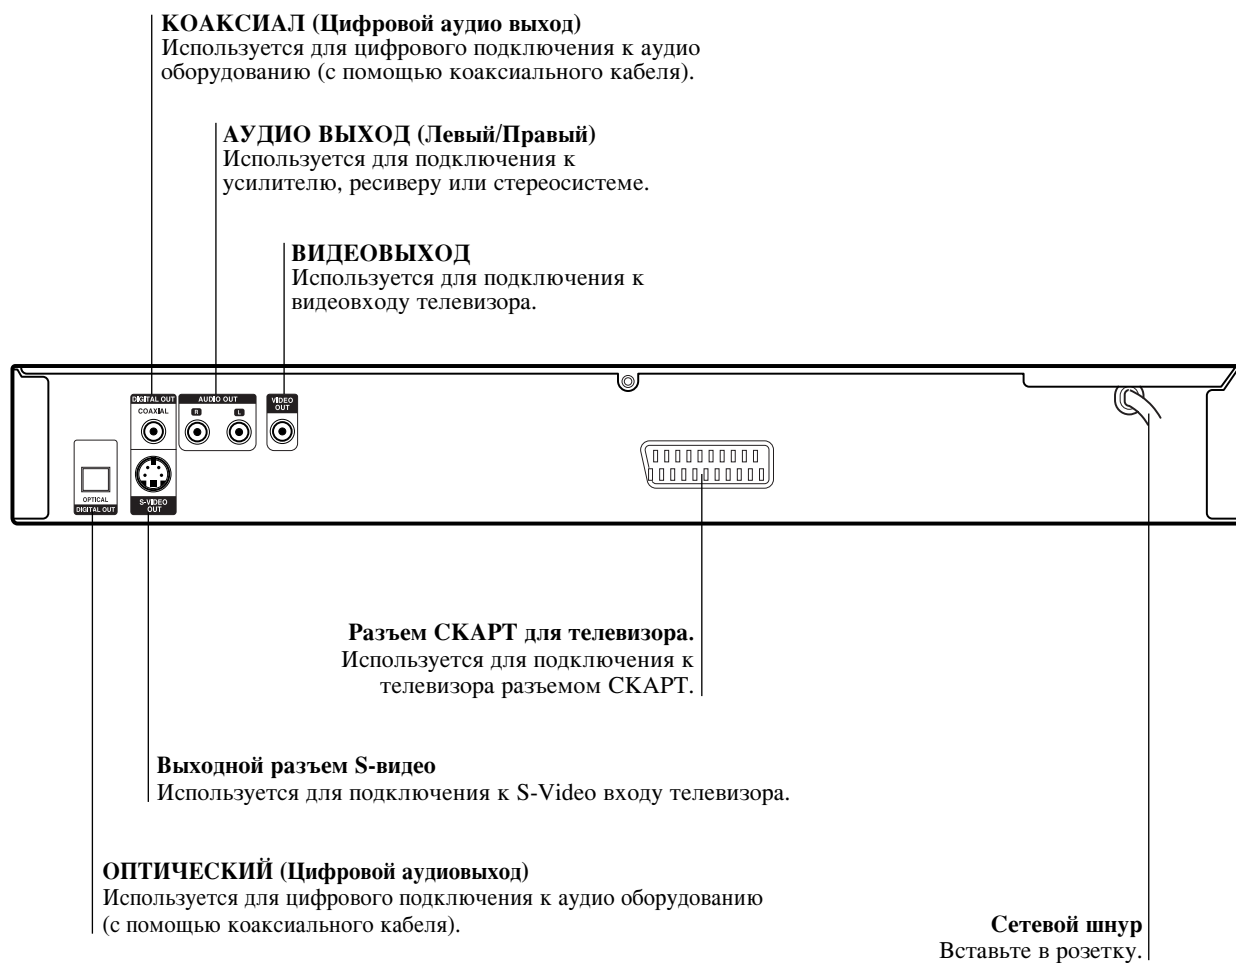 КОАКСИАЛ (Цифровой аудио выход)
Используется для цифрового подключения к аудио
оборудованию (с помощью коаксиального кабеля).
АУДИО ВЫХОД (Левый/Правый)
Используется для подключения к
усилителю, ресиверу или стереосистеме.
ВИДЕОВЫХОД
Используется для подключения к
видеовходу телевизора.
DIGITAL OUT
COAXIAL
AUDIO OUT
R
L
VIDEO
OUT
OPTICAL
DIGITAL OUT
S-VIDEO
OUT
Разъем СКАРТ для телевизора.
Используется для подключения к
телевизора разъемом СКАРТ.
Выходной разъем S-видео
Используется для подключения к S-Video входу телевизора.
ОПТИЧЕСКИЙ (Цифровой аудиовыход)
Используется для цифрового подключения к аудио оборудованию
(с помощью коаксиального кабеля).
Сетевой шнур
Вставьте в розетку.